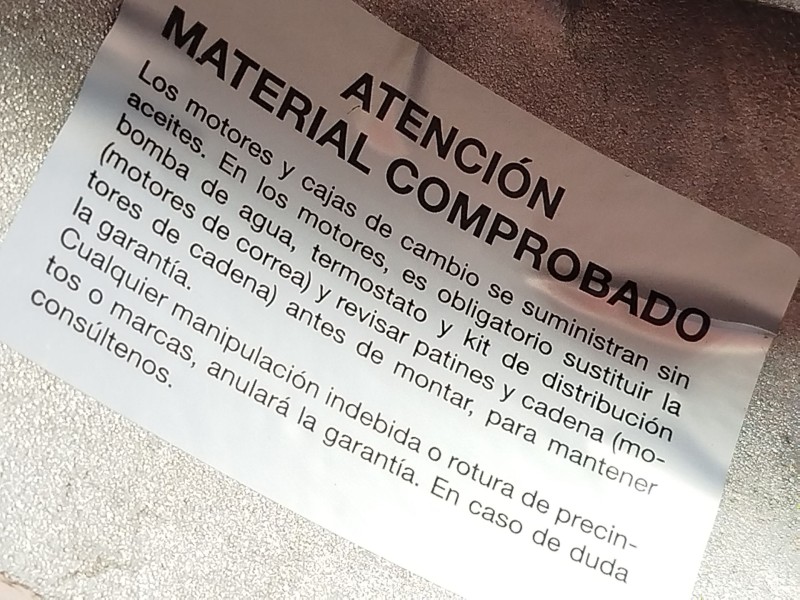 ATENCIÓN
MATERIAL COMPROBADO
Los motores y cajas de cambio se suministran sin
aceites. En los motores, es obligatorio sustituir la
bomba de agua, termostato y kit de distribución
(motores de correa) y revisar patines y cadena (mo-
tores de cadena) antes de montar, para mantener
la garantía.
Cualquier manipulación indebida o rotura de precin-
tos o marcas, anulará la garantía. En caso de duda
consúltenos.